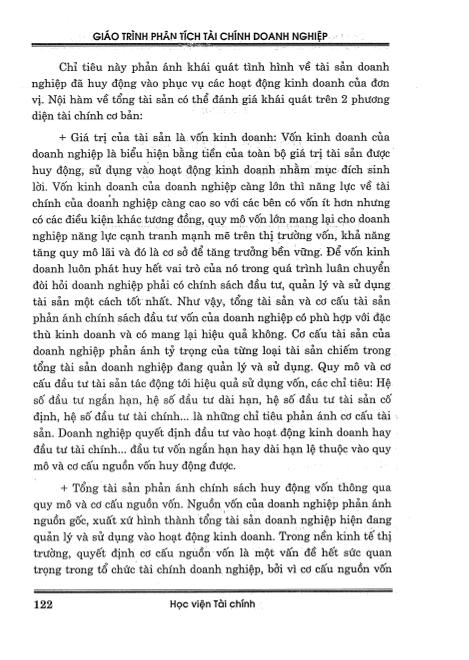 GIÁO TRÌNH PHÂN TÍCH TÀI CHÍNH DOANH NGHIỆP
Chỉ tiêu này phản ánh khái quát tình hình về tài sản doanh
nghiệp đã huy động vào phục vụ các hoạt động kinh doanh của đơn
vị. Nội hàm về tổng tài sản có thể đánh giá khái quát trên 2 phương
diện tài chính cơ bản:
+ Giá trị của tài sản là vốn kinh doanh: Vốn kinh doanh của
doanh nghiệp là biểu hiện bằng tiền của toàn bộ giá trị tài sản được
huy động, sử dụng vào hoạt động kinh doanh nhằm mục đích sinh
lời. Vốn kinh doanh của doanh nghiệp càng lớn thì năng lực về tài
chính của doanh nghiệp càng cao so với các bên có vốn ít hơn nhưng
có các điều kiện khác tương đồng, quy mô vốn lớn mang lại cho doanh
nghiệp năng lực cạnh tranh mạnh mẽ trên thị trường vốn, khả năng
tăng quy mô lãi và đó là cơ sở để tăng trưởng bền vững. Để vốn kinh
doanh luôn phát huy hết vai trò của nó trong quá trình luân chuyển
đòi hỏi doanh nghiệp phải có chính sách đầu tư, quản lý và sử dụng
tài sản một cách tốt nhất. Như vậy, tổng tài sản và cơ cấu tài sản
phản ánh chính sách đầu tư vốn của doanh nghiệp có phù hợp với đặc
thù kinh doanh và có mang lại hiệu quả không. Cơ cấu tài sản của
doanh nghiệp phản ánh tỷ trọng của từng loại tài sản chiếm trong
tổng tài sản doanh nghiệp đang quản lý và sử dụng. Quy mô và cơ
cấu đầu tư tài sản tác động tới hiệu quả sử dụng vốn, các chỉ tiêu: Hệ
số đầu tư ngắn hạn, hệ số đầu tư dài hạn, hệ số đầu tư tài sản cố
định, hệ số đầu tư tài chính... là những chỉ tiêu phản ánh cơ cấu tài
sản. Doanh nghiệp quyết định đầu tư vào hoạt động kinh doanh hay
đầu tư tài chính... đầu tư vốn ngắn hạn hay dài hạn lệ thuộc vào quy
mô và cơ cấu nguồn vốn huy động được.
+ Tổng tài sản phản ánh chính sách huy động vốn thông qua
quy mô và cơ cấu nguồn vốn. Nguồn vốn của doanh nghiệp phản ánh
nguồn gốc, xuất xứ hình thành tổng tài sản doanh nghiệp hiện đang
quản lý và sử dụng vào hoạt động kinh doanh. Trong nền kinh tế thị
trường, quyết định cơ cấu nguồn vốn là một vấn đề hết sức quan
trọng trong tổ chức tài chính doanh nghiệp, bởi vì cơ cấu nguồn vốn
122
Học viện Tài chính